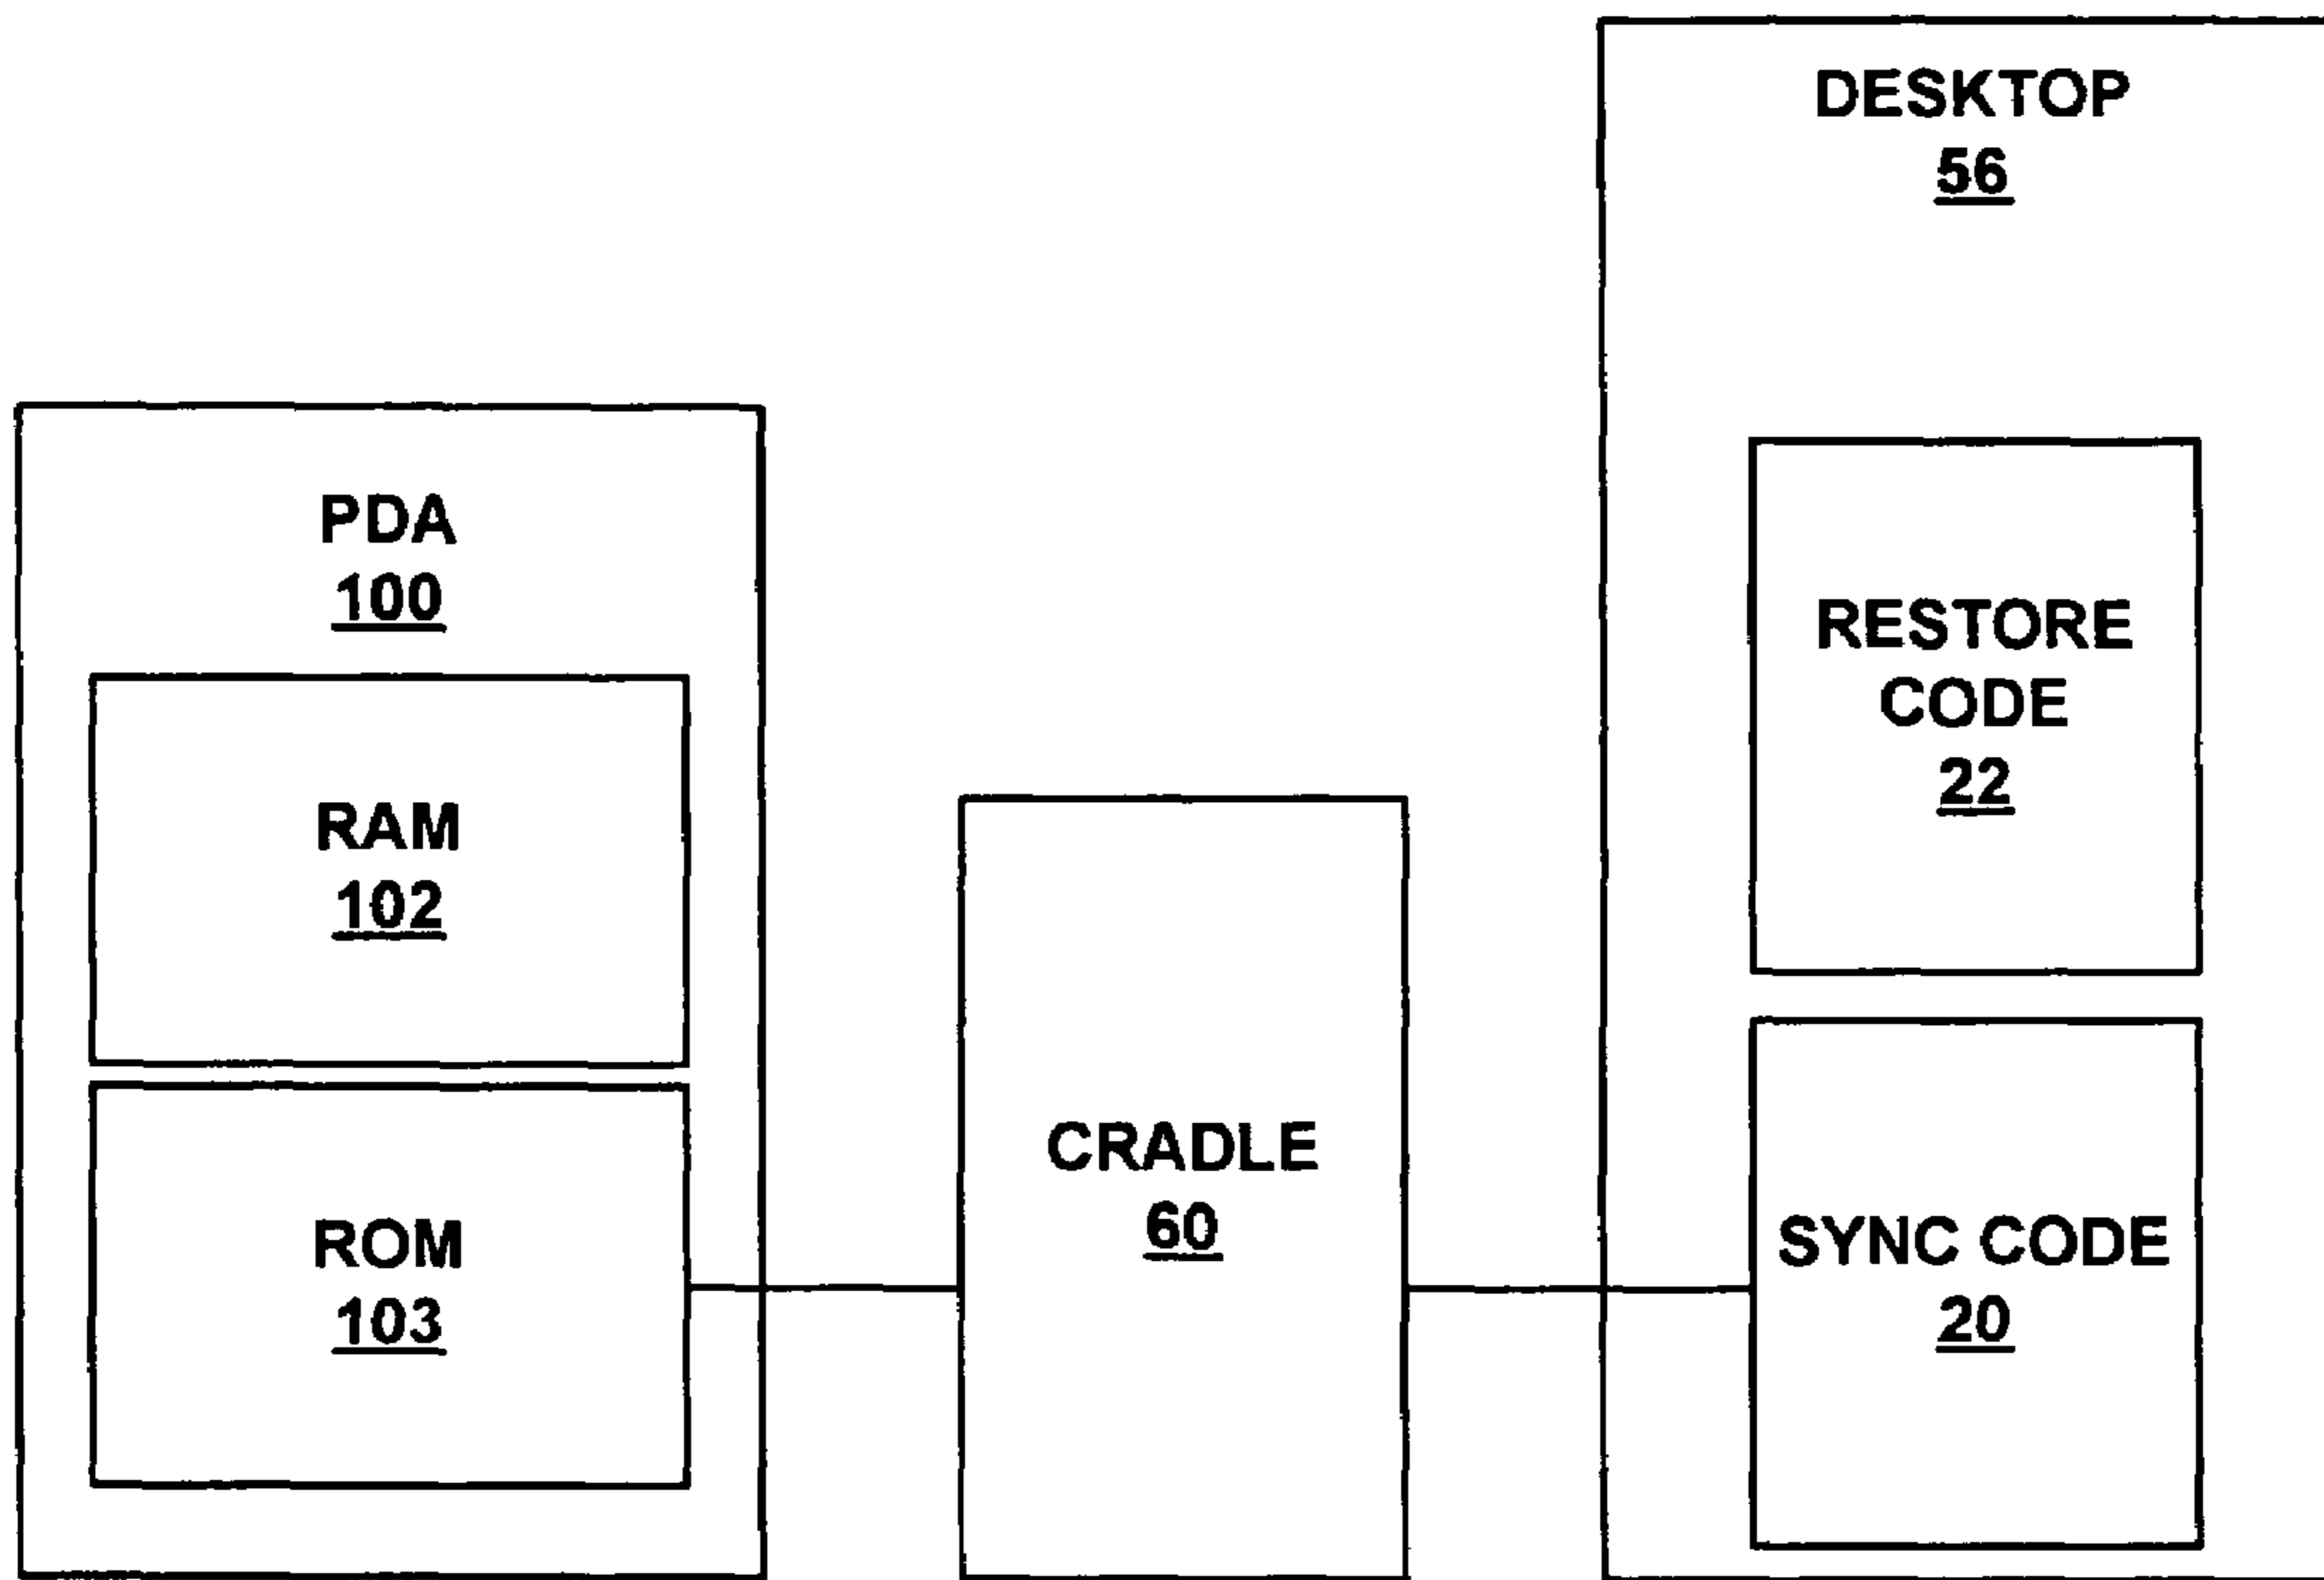 PDA
100
RAM
102
ROM
103
CRADLE
60
DESKTOP
56
RESTORE
CODE
22
SYNC CODE
20